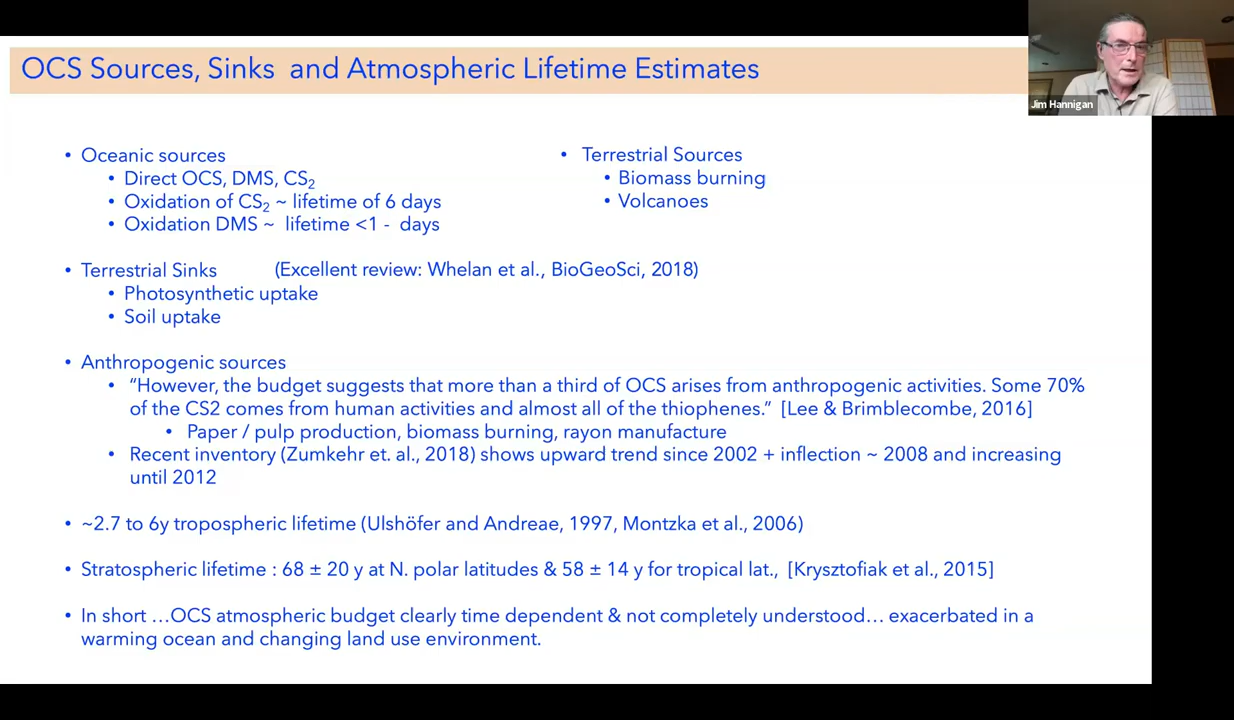 OCS Sources, Sinks and Atmospheric Lifetime Estimates
Jim Hannigan
• Oceanic sources
• Direct OCS, DMS, CS2
• Oxidation of CS2 ~ lifetime of 6 days
• Oxidation DMS ~ lifetime <1 - days
• Terrestrial Sources
• Biomass burning
• Volcanoes
• Terrestrial Sinks (Excellent review: Whelan et al., BioGeoSci, 2018)
• Photosynthetic uptake
• Soil uptake
• Anthropogenic sources
• “However, the budget suggests that more than a third of OCS arises from anthropogenic activities. Some 70%
of the CS2 comes from human activities and almost all of the thiophenes.” [Lee & Brimblecombe, 2016]
• Paper / pulp production, biomass burning, rayon manufacture
• Recent inventory (Zumkehr et. al., 2018) shows upward trend since 2002 + inflection ~ 2008 and increasing
until 2012
• ~2.7 to 6y tropospheric lifetime (Ulshöfer and Andreae, 1997, Montzka et al., 2006)
• Stratospheric lifetime : 68 ± 20 y at N. polar latitudes & 58 ± 14 y for tropical lat., [Krysztofiak et al., 2015]
• In short …OCS atmospheric budget clearly time dependent & not completely understood… exacerbated in a
warming ocean and changing land use environment.